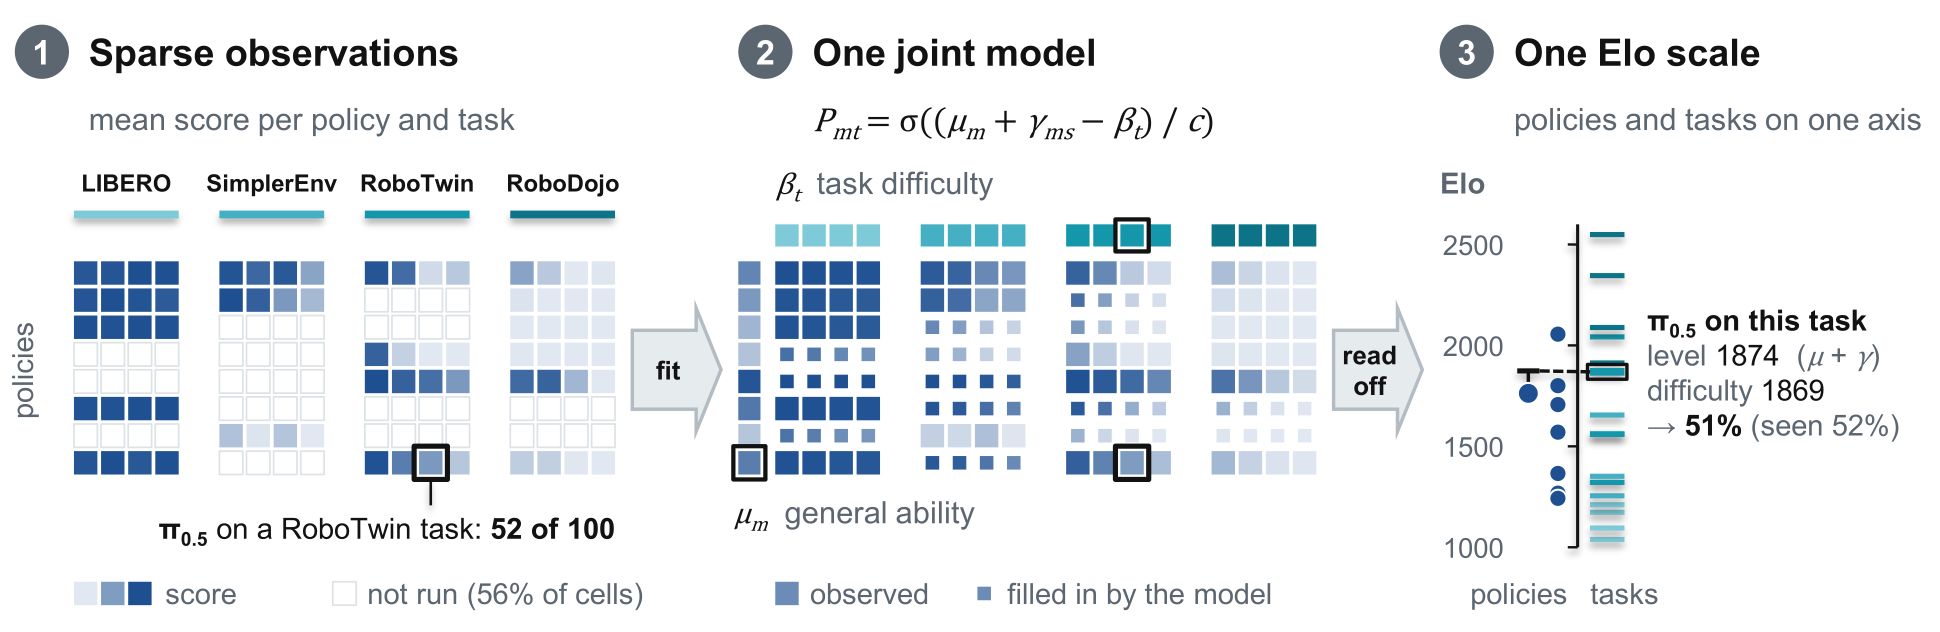 1 Sparse observations
mean score per policy and task
LIBERO SimplerEnv RoboTwin RoboDojo
policies
π0.5 on a RoboTwin task: 52 of 100
score
not run (56% of cells)
fit
2 One joint model
Pmt = σ((μm + γms − βt) / c)
βt task difficulty
μm general ability
observed
filled in by the model
read
off
3 One Elo scale
policies and tasks on one axis
Elo
2500
2000
1500
1000
π0.5 on this task
level 1874 (μ + γ)
difficulty 1869
→ 51% (seen 52%)
policies tasks